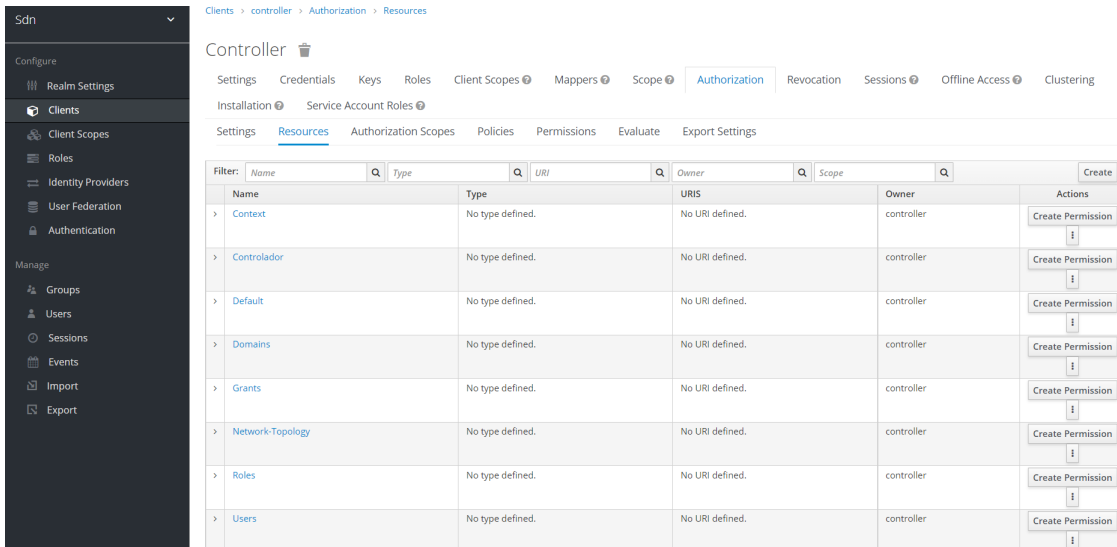 Sdn
Configure
Realm Settings
Clients
Client Scopes
Roles
Identity Providers
User Federation
Authentication
Manage
Groups
Users
Sessions
Events
Import
Export
Clients > controller > Authorization > Resources
Controller
Settings Credentials Keys Roles Client Scopes Mappers Scope Authorization Revocation Sessions Offline Access Clustering
Installation Service Account Roles
Settings Resources Authorization Scopes Policies Permissions Evaluate Export Settings
Filter: Name Type URI Owner Scope Create
Name Type URIS Owner Actions
Context No type defined. No URI defined. controller Create Permission
Controlador No type defined. No URI defined. controller Create Permission
Default No type defined. No URI defined. controller Create Permission
Domains No type defined. No URI defined. controller Create Permission
Grants No type defined. No URI defined. controller Create Permission
Network-Topology No type defined. No URI defined. controller Create Permission
Roles No type defined. No URI defined. controller Create Permission
Users No type defined. No URI defined. controller Create Permission